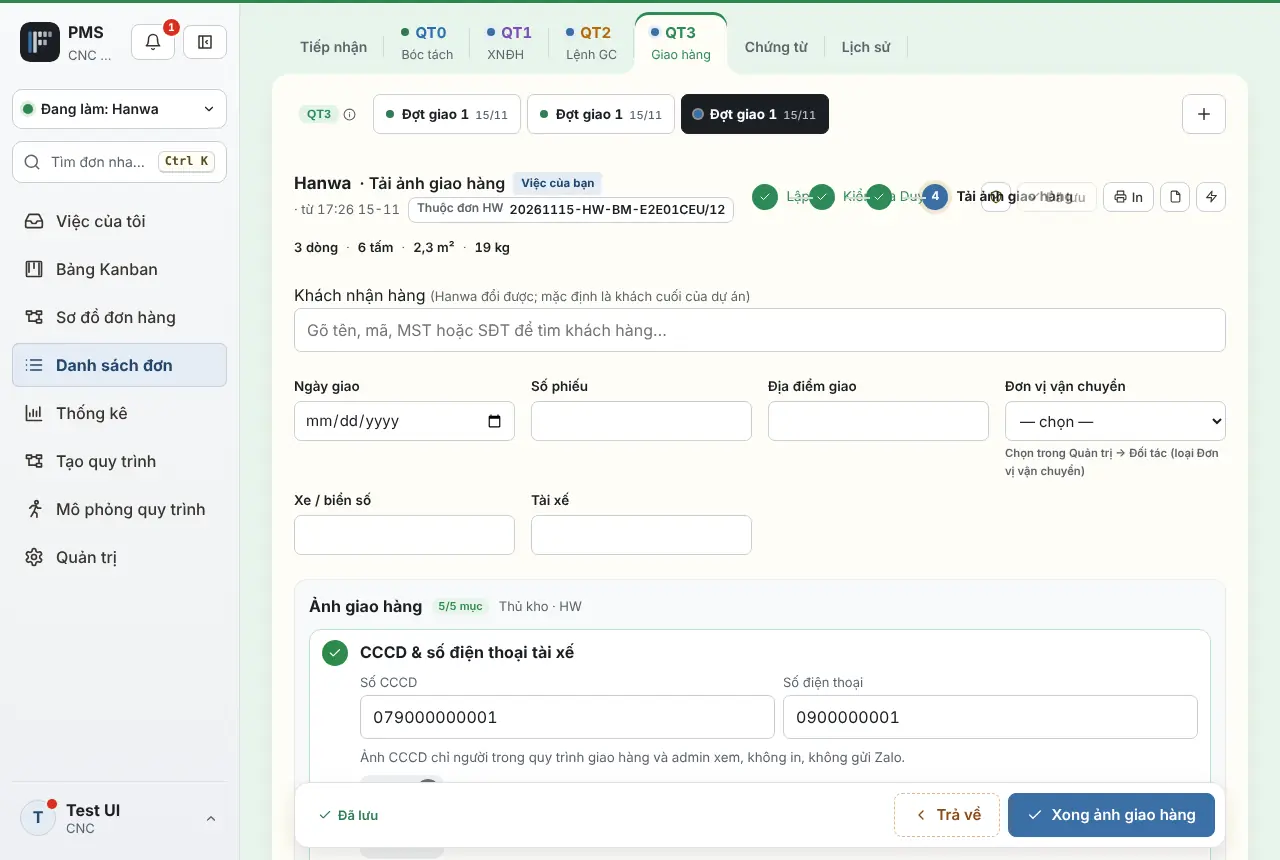 PMS
CNC ...
1
Đang làm: Hanwa
Tìm đơn nha... Ctrl K
Việc của tôi
Bảng Kanban
Sơ đồ đơn hàng
Danh sách đơn
Thống kê
Tạo quy trình
Mô phỏng quy trình
Quản trị
T
Test UI
CNC
Tiếp nhận
QT0
Bóc tách
QT1
XNĐH
QT2
Lệnh GC
QT3
Giao hàng
Chứng từ
Lịch sử
QT3
Đợt giao 1 15/11
Đợt giao 1 15/11
Đợt giao 1 15/11
Hanwa · Tải ảnh giao hàng Việc của bạn
· từ 17:26 15-11 Thuộc đơn HW 20261115-HW-BM-E2E01CEU/12
Lập Kiểm Duy 4 Tải ảnh giao hàng In
3 dòng · 6 tấm · 2,3 m² · 19 kg
Khách nhận hàng (Hanwa đổi được; mặc định là khách cuối của dự án)
Gõ tên, mã, MST hoặc SĐT để tìm khách hàng...
Ngày giao Số phiếu Địa điểm giao Đơn vị vận chuyển
mm/dd/yyyy — chọn —
Chọn trong Quản trị → Đối tác (loại Đơn
vị vận chuyển)
Xe / biển số Tài xế
Ảnh giao hàng 5/5 mục Thủ kho · HW
CCCD & số điện thoại tài xế
Số CCCD Số điện thoại
079000000001 0900000001
Ảnh CCCD chỉ người trong quy trình giao hàng và admin xem, không in, không gửi Zalo.
Đã lưu Trả về Xong ảnh giao hàng